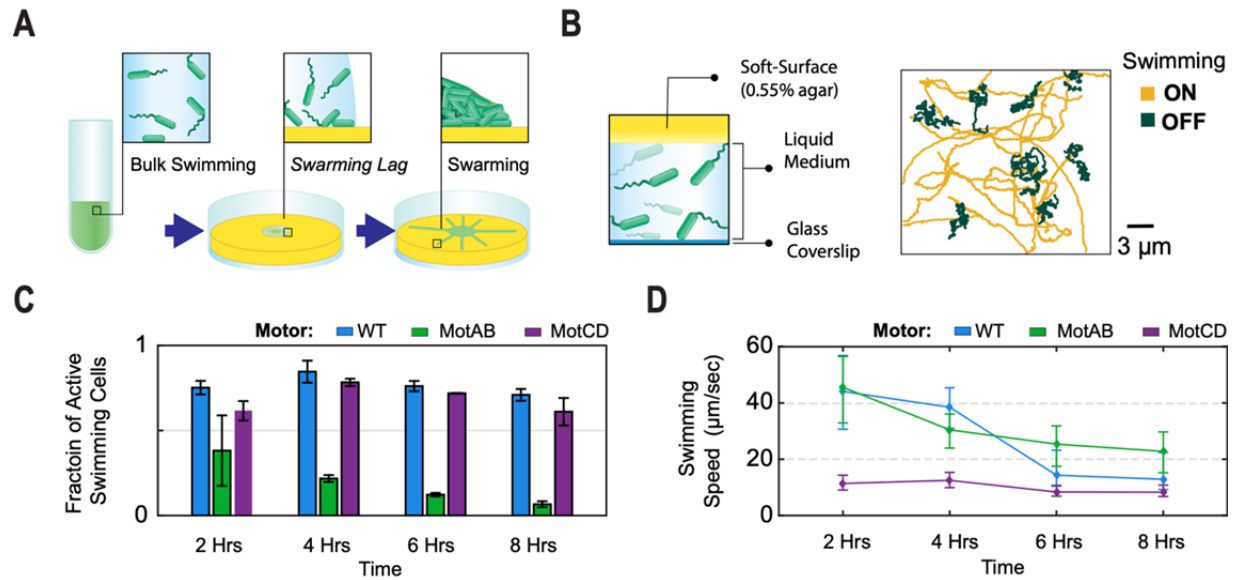 A
Bulk Swimming
Swarming Lag
Swarming
B
Soft-Surface
(0.55% agar)
Liquid
Medium
Glass
Coverslip
Swimming
ON
OFF
3 µm
C
Motor: WT MotAB MotCD
Fractoin of Active
Swimming Cells
1
0
2 Hrs 4 Hrs 6 Hrs 8 Hrs
Time
D
Motor: WT MotAB MotCD
Swimming
Speed (µm/sec)
60
40
20
0
2 Hrs 4 Hrs 6 Hrs 8 Hrs
Time